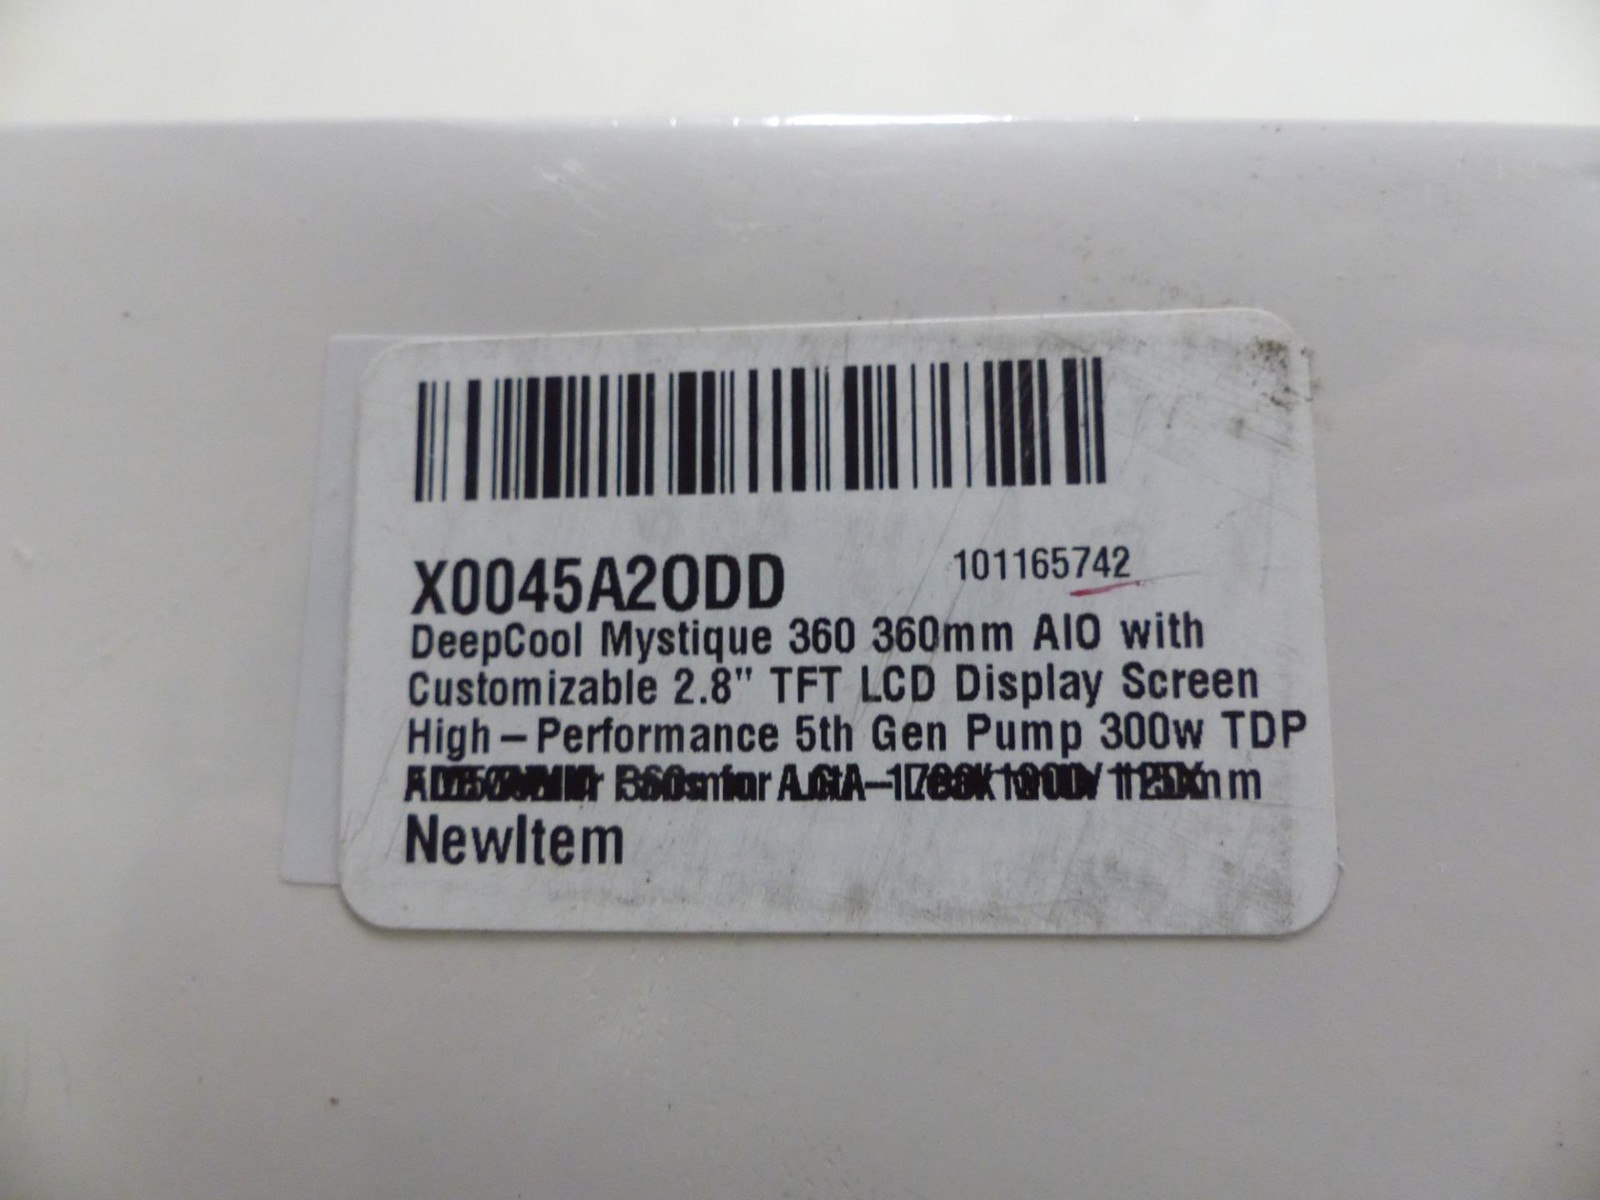 X0045A2ODD
101165742
DeepCool Mystique 360 360mm AIO with
Customizable 2.8" TFT LCD Display Screen
High-Performance 5th Gen Pump 300w TDP
NewItem